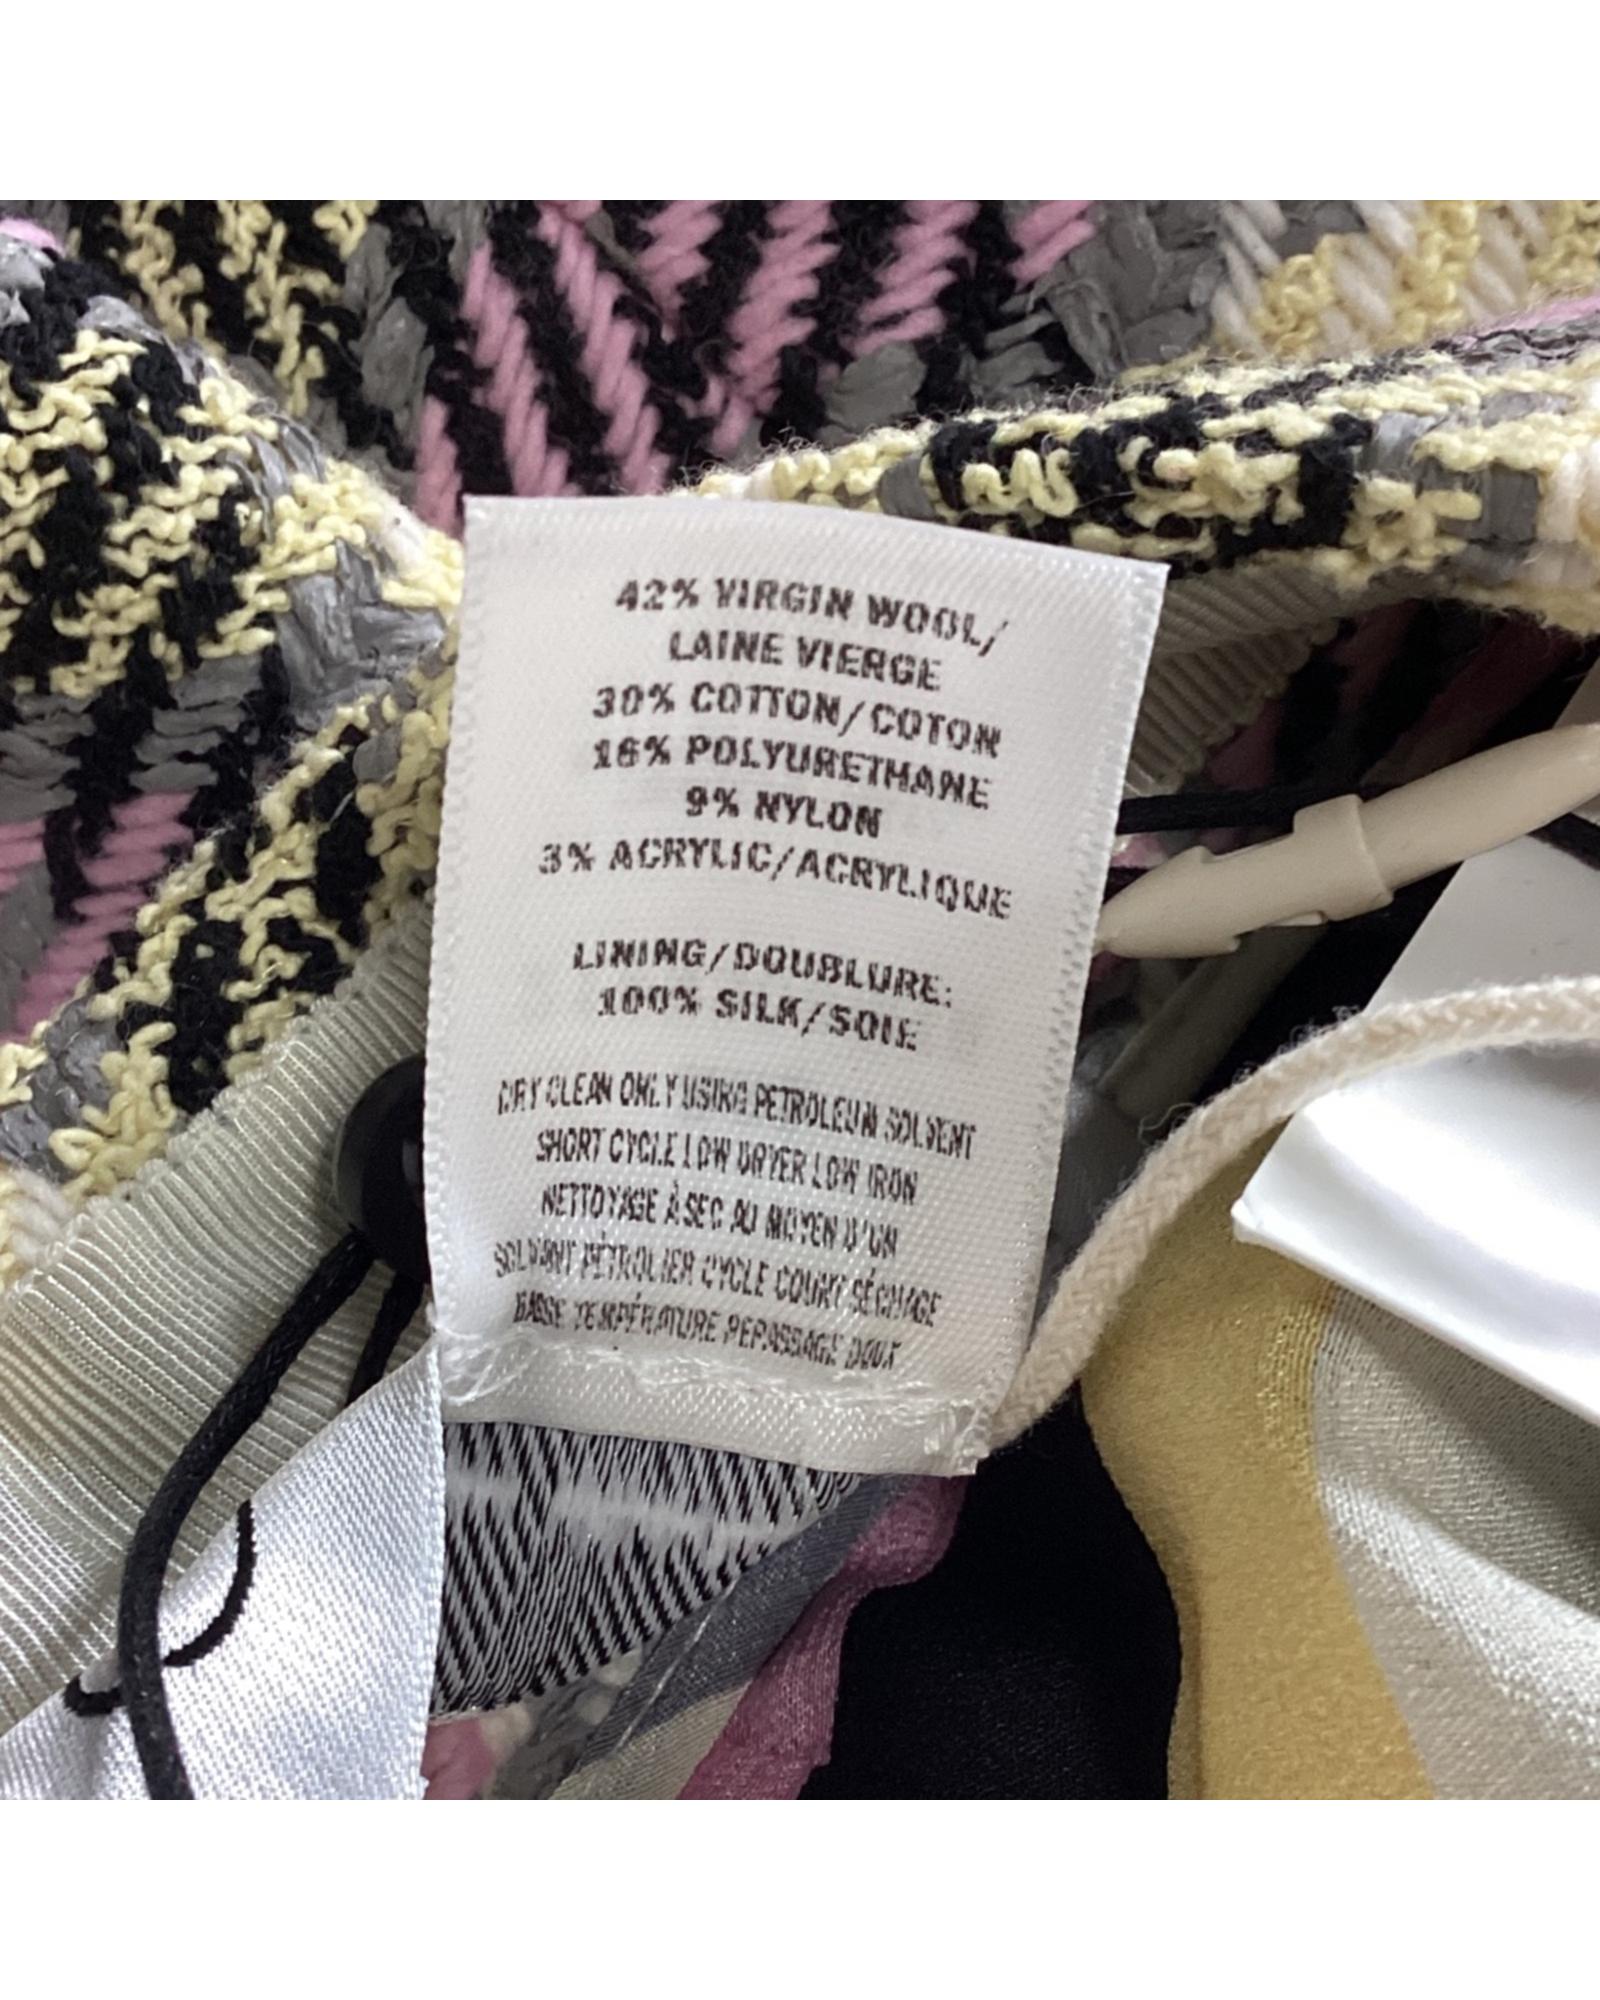 42% VIRGIN WOOL/
LAINE VIERGE
30% COTTON/COTON
16% POLYURETHANE
9% NYLON
3% ACRYLIC/ACRYLIQUE
LINING/DOUBLURE:
100% SILK/SOIE
DRY CLEAN ONLY USING PETROLEUM SOLVENT
SHORT CYCLE LOW DRYER LOW IRON
NETTOYAGE À SEC AU MOYEN D'UN
SOLVANT PÉTROLIER CYCLE COURT SÉCHAGE
BASSE TEMPÉRATURE REPASSAGE DOUX